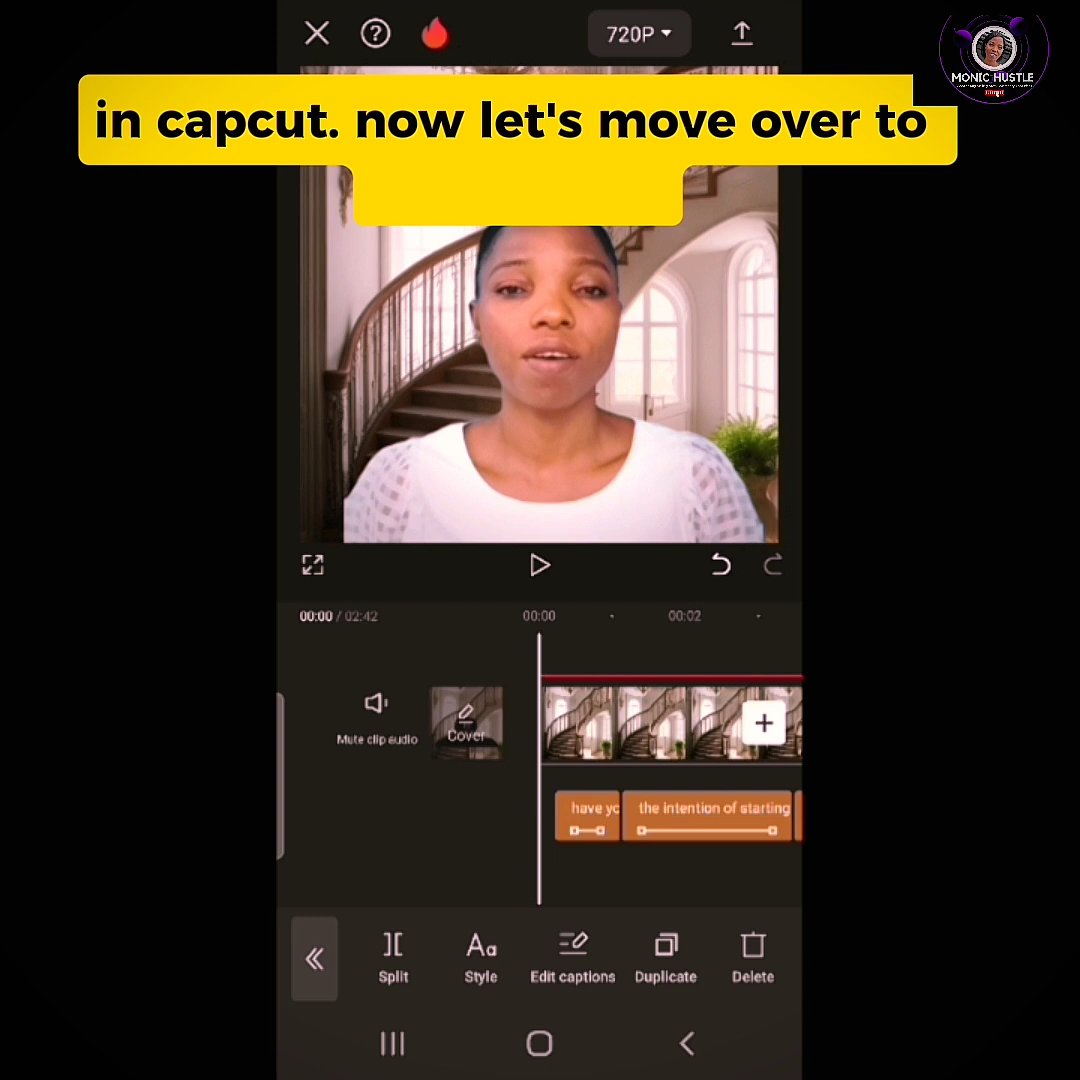 720P
MONIC HUSTLE
in capcut. now let's move over to
00:00 / 02:42
00:00
00:02
Mute clip audio
Cover
have yo
the intention of starting
Split
Aa
Style
Edit captions
Duplicate
Delete